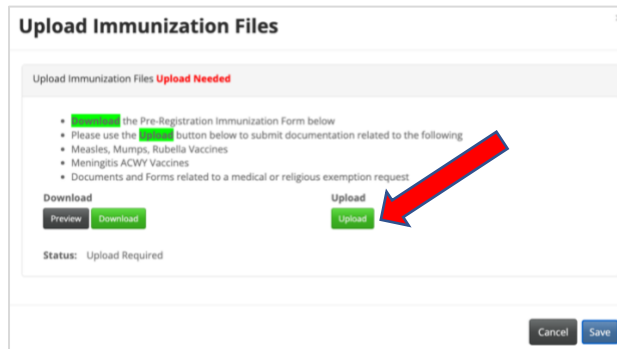 Upload Immunization Files
Upload Immunization Files Upload Needed
• Download the Pre-Registration Immunization Form below
• Please use the Upload button below to submit documentation related to the following
• Measles, Mumps, Rubella Vaccines
• Meningitis ACWY Vaccines
• Documents and Forms related to a medical or religious exemption request
Download Upload
Preview Download Upload
Status: Upload Required
Cancel Save